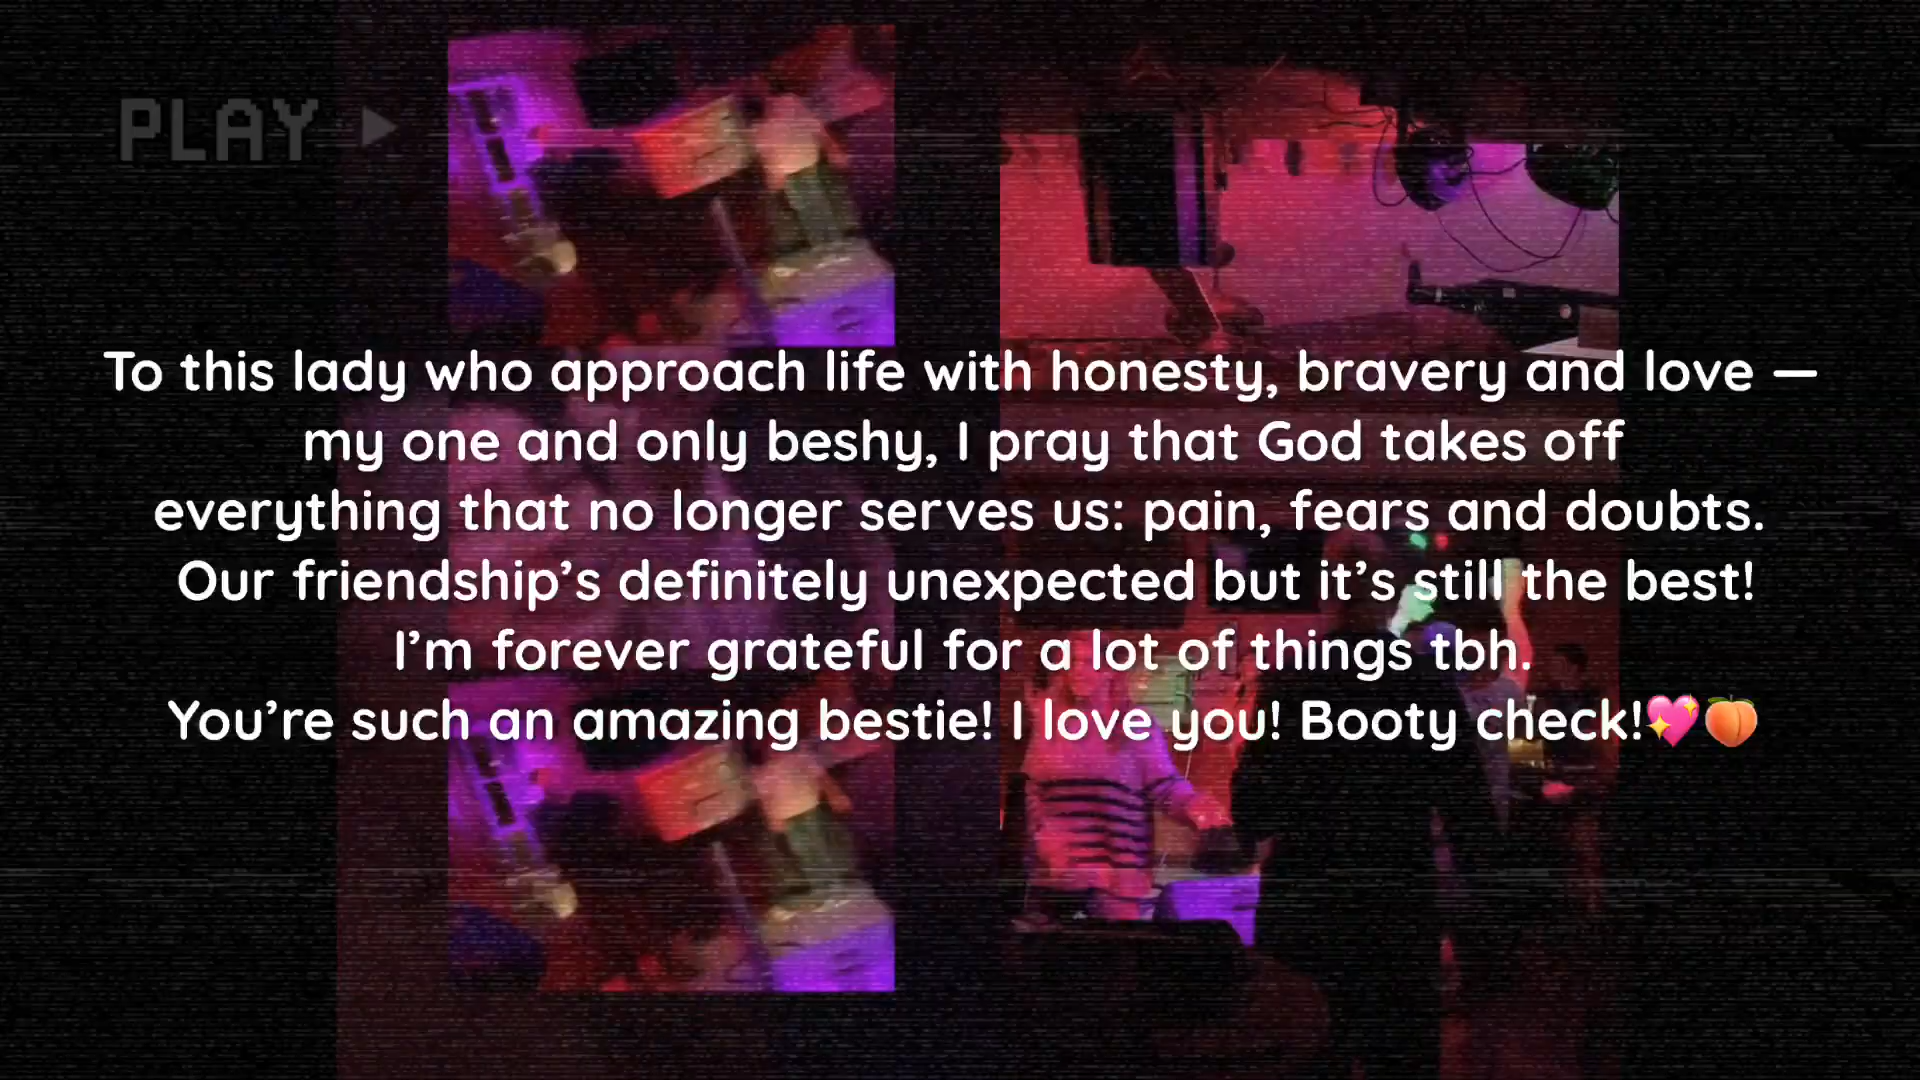 PLAY
To this lady who approach life with honesty, bravery and love —
my one and only beshy, I pray that God takes off
everything that no longer serves us: pain, fears and doubts.
Our friendship’s definitely unexpected but it’s still the best!
I’m forever grateful for a lot of things tbh.
You’re such an amazing bestie! I love you! Booty check!💖🍑